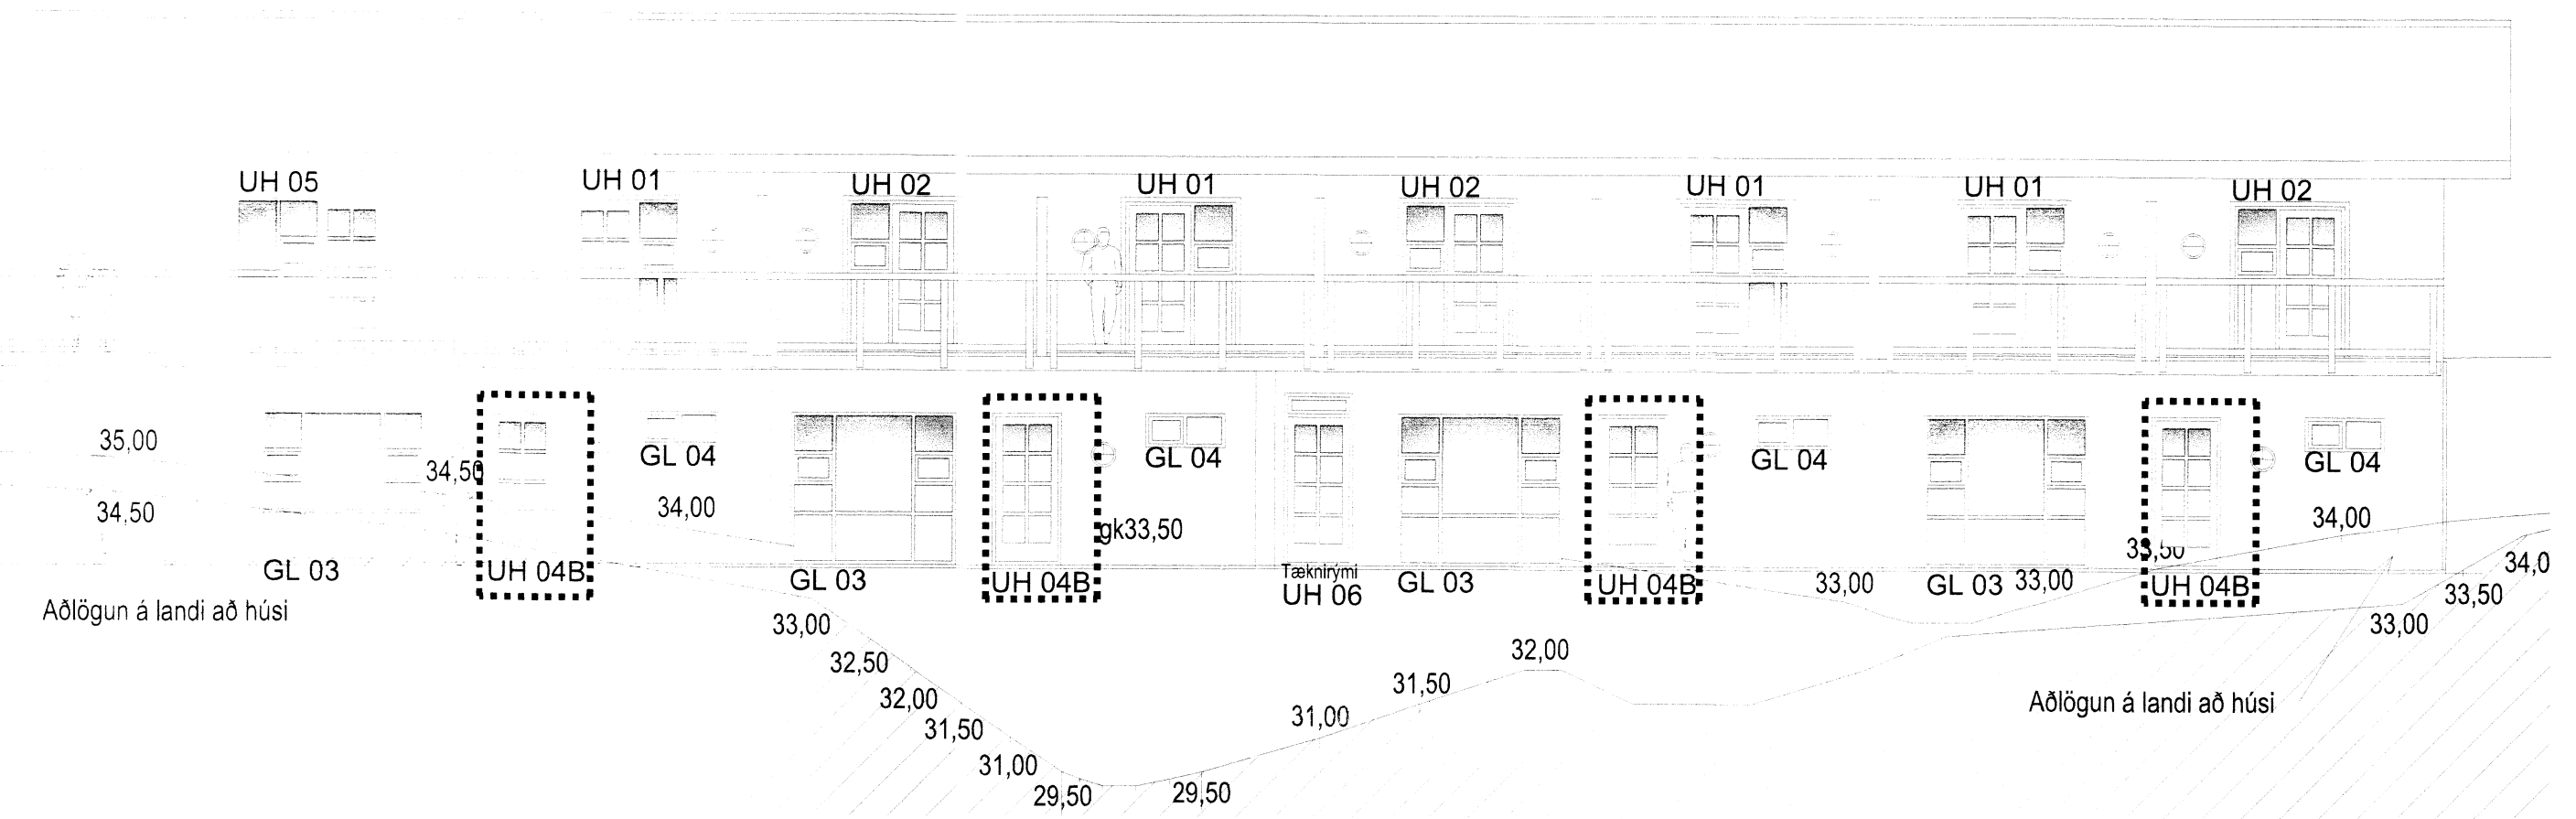 UH 05
UH 01
UH 02
UH 01
UH 02
UH 01
UH 01
UH 02
35,00
34,50
34,50
GL 04
34,00
GL 04
gk33,50
GL 04
GL 04
34,00
33,50
34,0
GL 03
UH 04B
GL 03
UH 04B
Tæknirými
UH 06
GL 03
UH 04B
33,00
GL 03
33,00
UH 04B
33,50
33,00
Aðlögun á landi að húsi
33,00
32,50
32,00
31,50
31,00
29,50
29,50
31,00
31,50
32,00
Aðlögun á landi að húsi